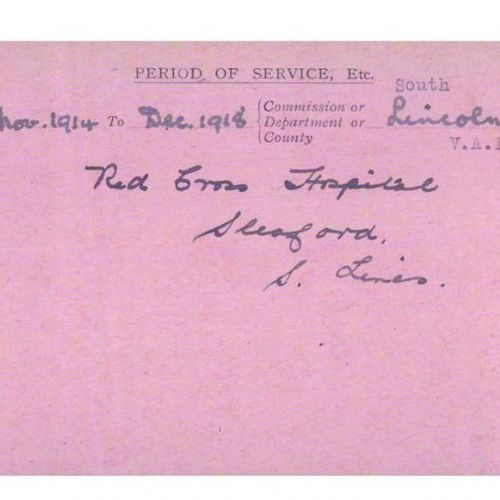 PERIOD OF SERVICE, Etc.
South
Nov. 1914 To Dec. 1918 {Commission or Department or County Lincoln
V.A.
Red Cross Hospital
Sleaford.
S. Lincs.